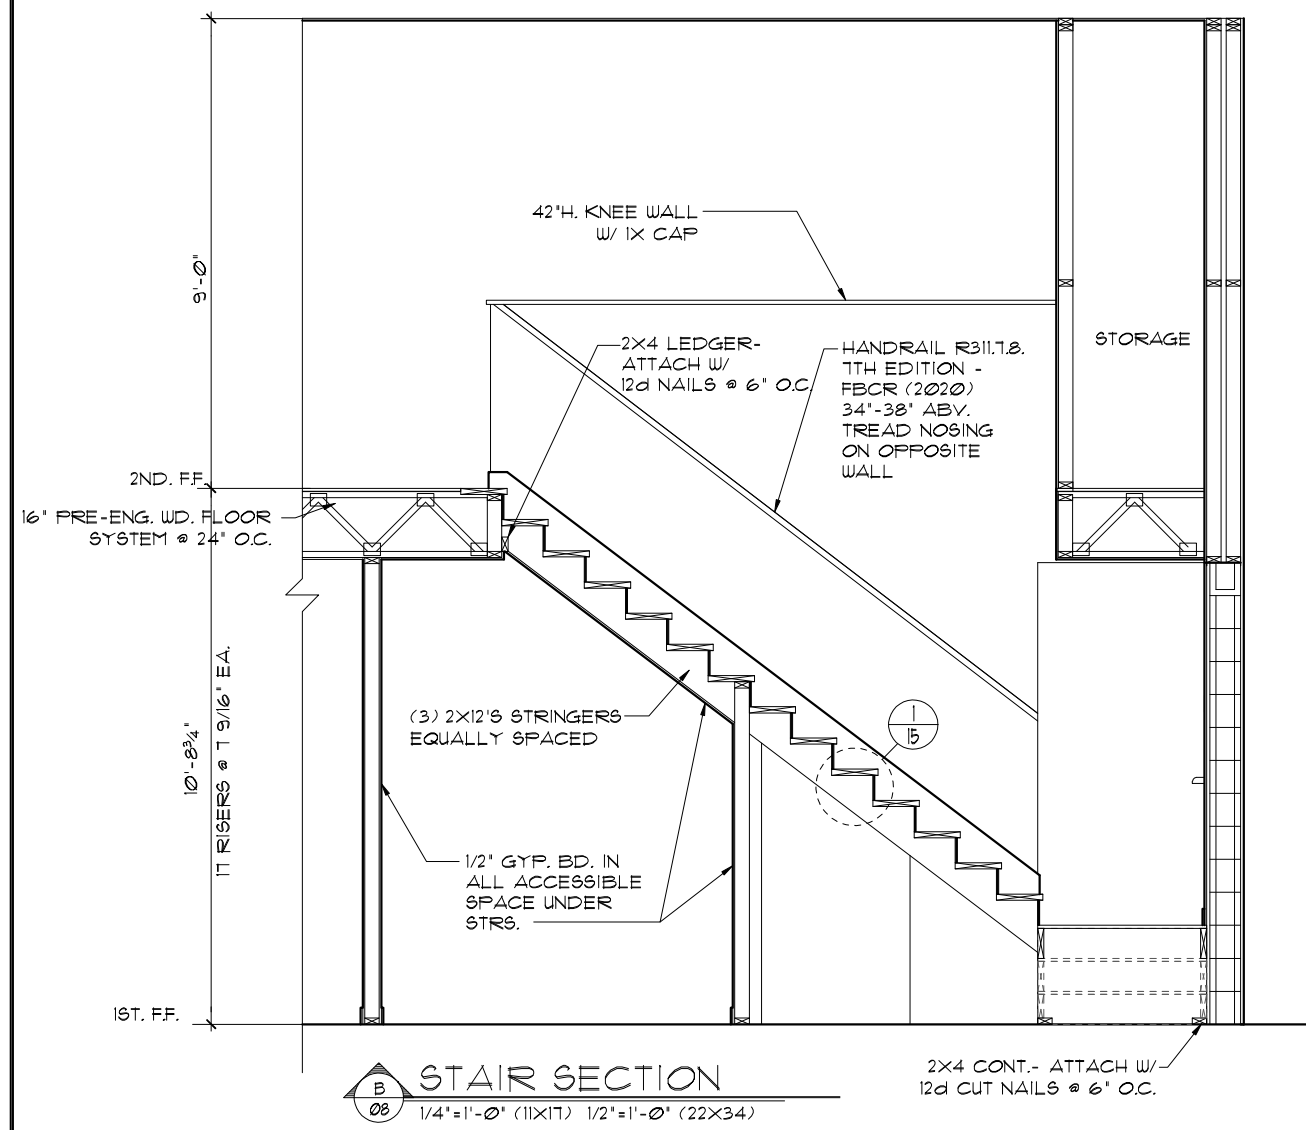 42"H. KNEE WALL
W/ 1X CAP
9'-0"
2X4 LEDGER-
ATTACH W/
12d NAILS @ 6" O.C.
HANDRAIL R311.7.8.
7TH EDITION -
FBCR (2020)
34"-38" ABV.
TREAD NOSING
ON OPPOSITE
WALL
STORAGE
2ND. F.F.
16" PRE-ENG. WD. FLOOR
SYSTEM @ 24" O.C.
10'-8¾"
17 RISERS @ 7 9/16" EA.
(3) 2X12'S STRINGERS
EQUALLY SPACED
1
15
1/2" GYP. BD. IN
ALL ACCESSIBLE
SPACE UNDER
STRS.
1ST. F.F.
2X4 CONT.- ATTACH W/
12d CUT NAILS @ 6" O.C.
B
08
STAIR SECTION
1/4"=1'-0" (11X17) 1/2"=1'-0" (22X34)